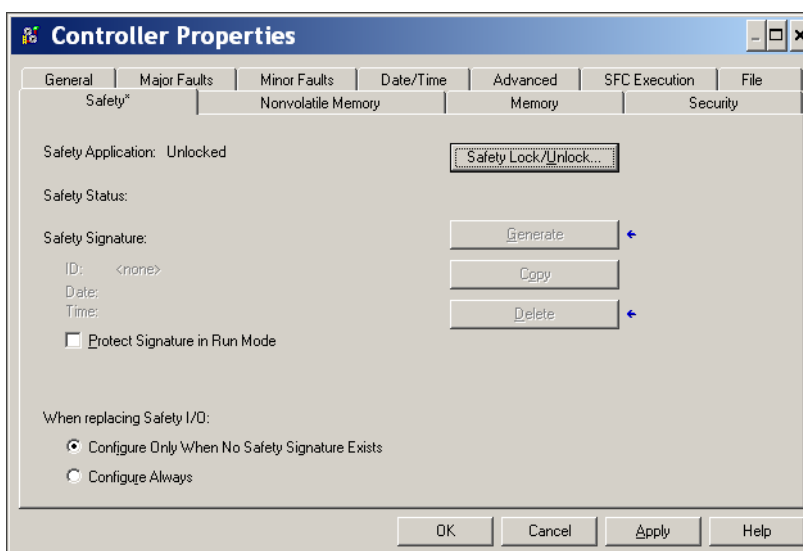 Controller Properties
General Major Faults Minor Faults Date/Time Advanced SFC Execution File
Safety* Nonvolatile Memory Memory Security
Safety Application: Unlocked Safety Lock/Unlock...
Safety Status:
Safety Signature: Generate
ID: <none> Copy
Date:
Time: Delete
Protect Signature in Run Mode
When replacing Safety I/O:
Configure Only When No Safety Signature Exists
Configure Always
OK Cancel Apply Help